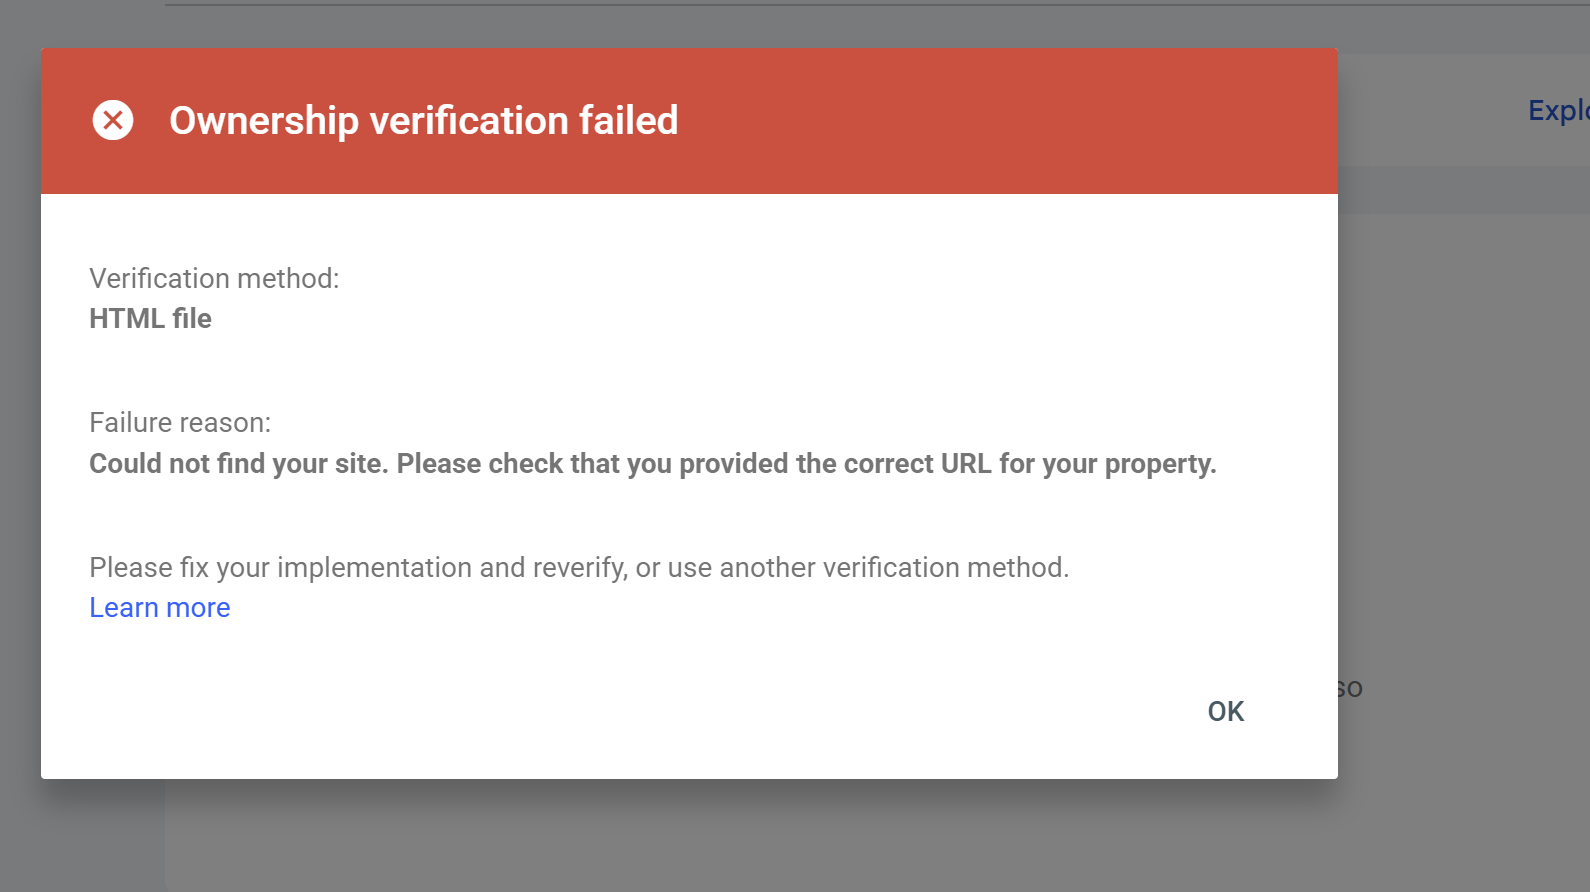 Ownership verification failed
Verification method:
HTML file
Failure reason:
Could not find your site. Please check that you provided the correct URL for your property.
Please fix your implementation and reverify, or use another verification method.
Learn more
OK